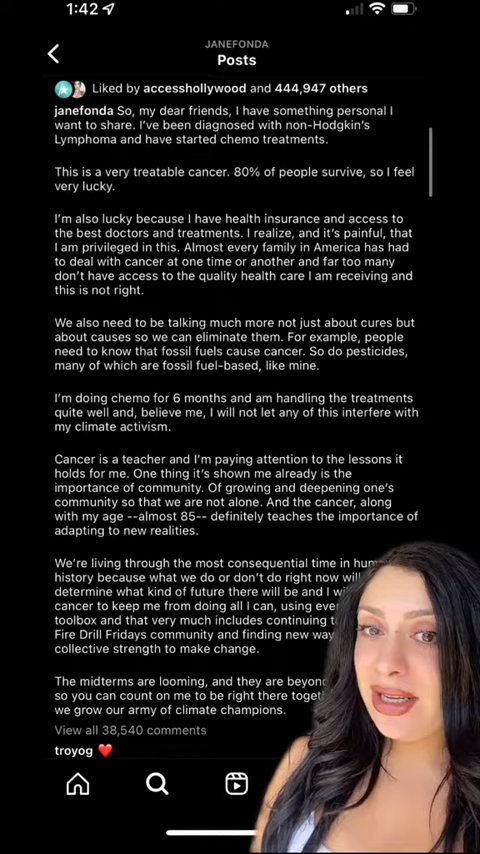 1:42
JANEFONDA
Posts
Liked by accesshollywood and 444,947 others
janefonda So, my dear friends, I have something personal I
want to share. I've been diagnosed with non-Hodgkin's
Lymphoma and have started chemo treatments.
This is a very treatable cancer. 80% of people survive, so I feel
very lucky.
I'm also lucky because I have health insurance and access to
the best doctors and treatments. I realize, and it's painful, that
I am privileged in this. Almost every family in America has had
to deal with cancer at one time or another and far too many
don't have access to the quality health care I am receiving and
this is not right.
We also need to be talking much more not just about cures but
about causes so we can eliminate them. For example, people
need to know that fossil fuels cause cancer. So do pesticides,
many of which are fossil fuel-based, like mine.
I'm doing chemo for 6 months and am handling the treatments
quite well and, believe me, I will not let any of this interfere with
my climate activism.
Cancer is a teacher and I'm paying attention to the lessons it
holds for me. One thing it's shown me already is the
importance of community. Of growing and deepening one's
community so that we are not alone. And the cancer, along
with my age --almost 85-- definitely teaches the importance of
adapting to new realities.
We're living through the most consequential time in
history because what we do or don't do right now will
determine what kind of future there will be and I
cancer to keep me from doing all I can, using
toolbox and that very much includes continuing
Fire Drill Fridays community and finding new
collective strength to make change.
The midterms are looming, and they are
so you can count on me to be right there
we grow our army of climate champions.
View all 38,540 comments
troyog ❤️